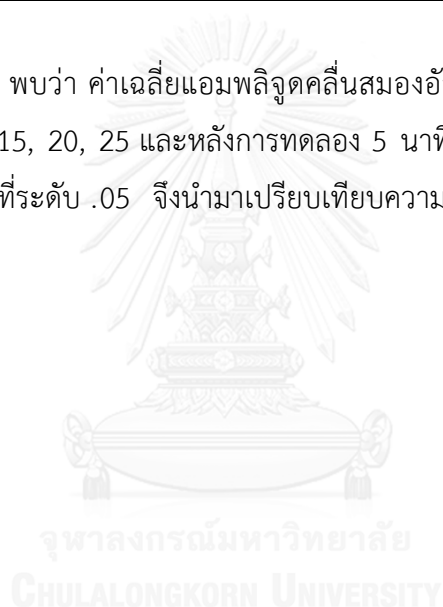 พบว่า ค่าเฉลี่ยแอมพลิจูดคลื่นสมองอั
15, 20, 25 และหลังการทดลอง 5 นาที
ที่ระดับ .05 จึงนำมาเปรียบเทียบความ
จุฬาลงกรณ์มหาวิทยาลัย
CHULALONGKORN UNIVERSITY